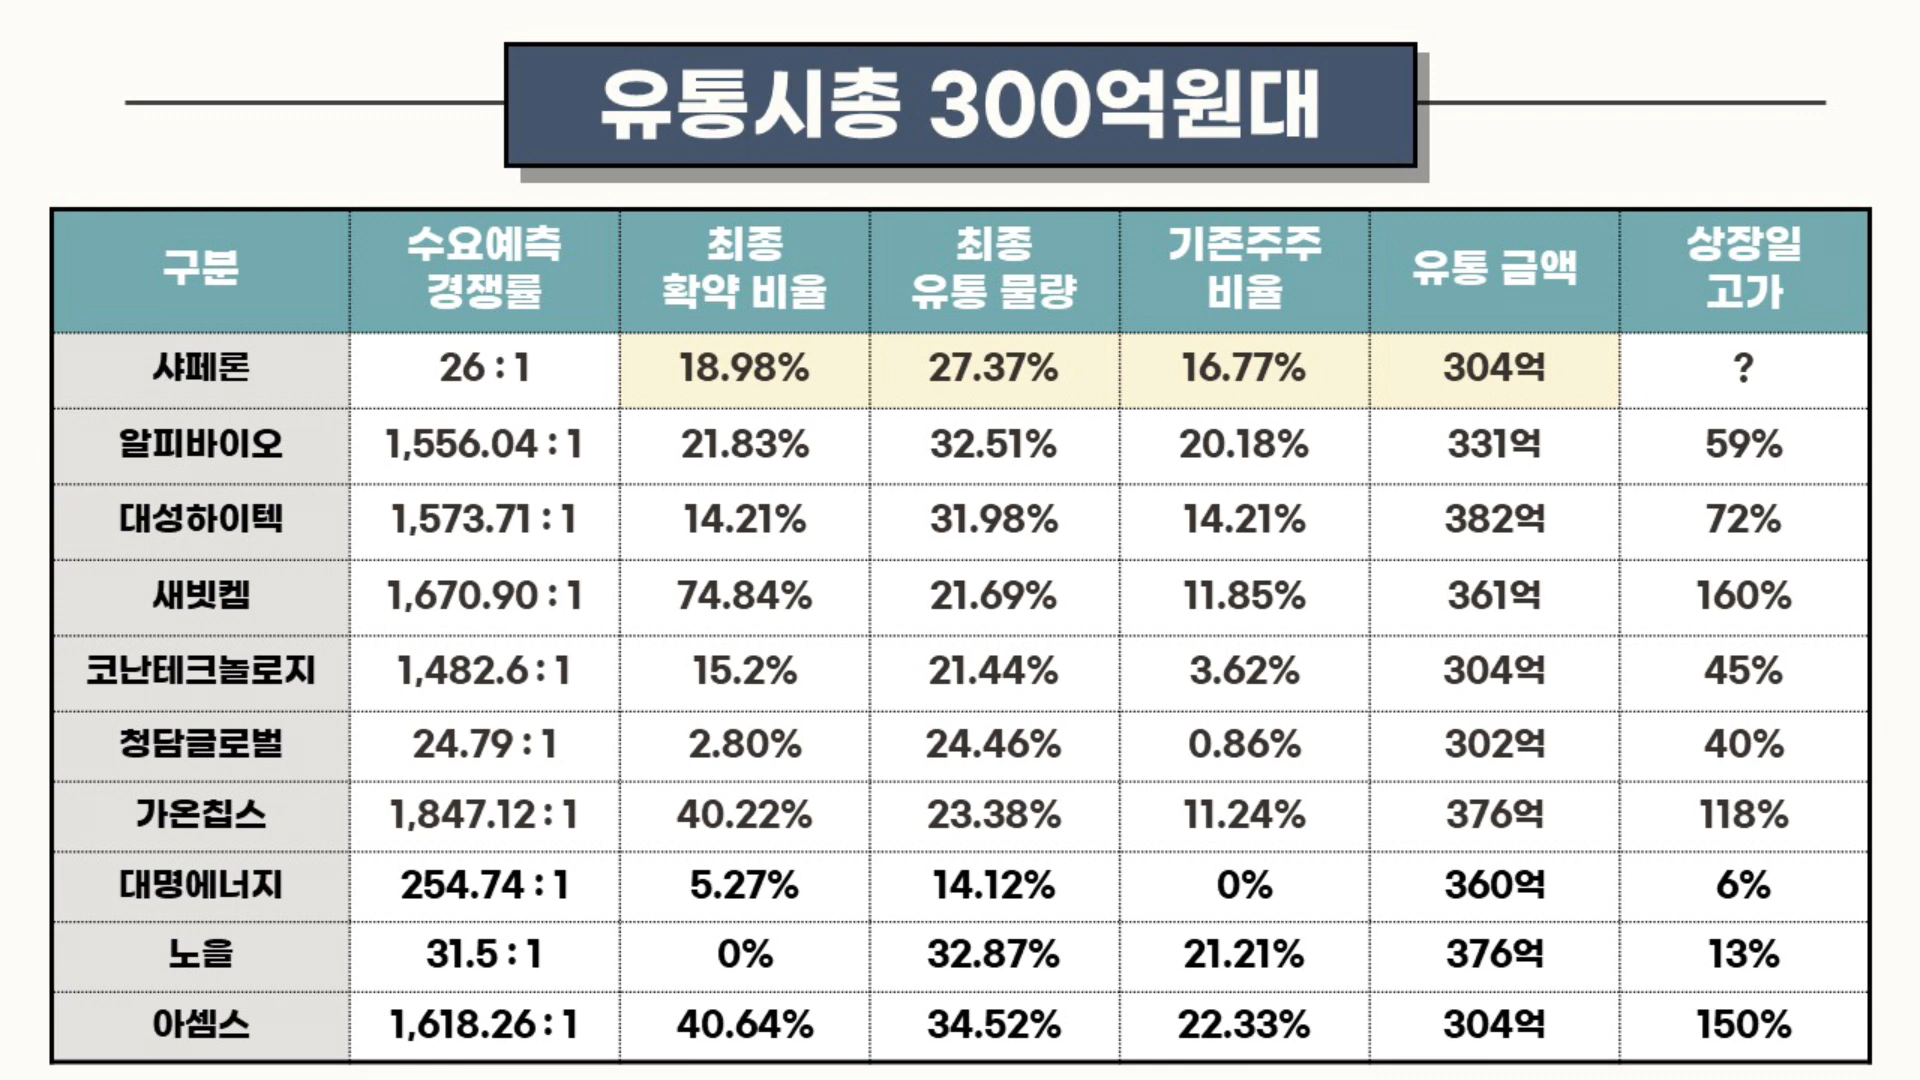 유통시총 300억원대
구분 수요예측 경쟁률 최종 확약 비율 최종 유통 물량 기존주주 비율 유통 금액 상장일 고가
샤페론 26 : 1 18.98% 27.37% 16.77% 304억 ?
알피바이오 1,556.04 : 1 21.83% 32.51% 20.18% 331억 59%
대성하이텍 1,573.71 : 1 14.21% 31.98% 14.21% 382억 72%
새빗켐 1,670.90 : 1 74.84% 21.69% 11.85% 361억 160%
코난테크놀로지 1,482.6 : 1 15.2% 21.44% 3.62% 304억 45%
청담글로벌 24.79 : 1 2.80% 24.46% 0.86% 302억 40%
가온칩스 1,847.12 : 1 40.22% 23.38% 11.24% 376억 118%
대명에너지 254.74 : 1 5.27% 14.12% 0% 360억 6%
노을 31.5 : 1 0% 32.87% 21.21% 376억 13%
아셈스 1,618.26 : 1 40.64% 34.52% 22.33% 304억 150%